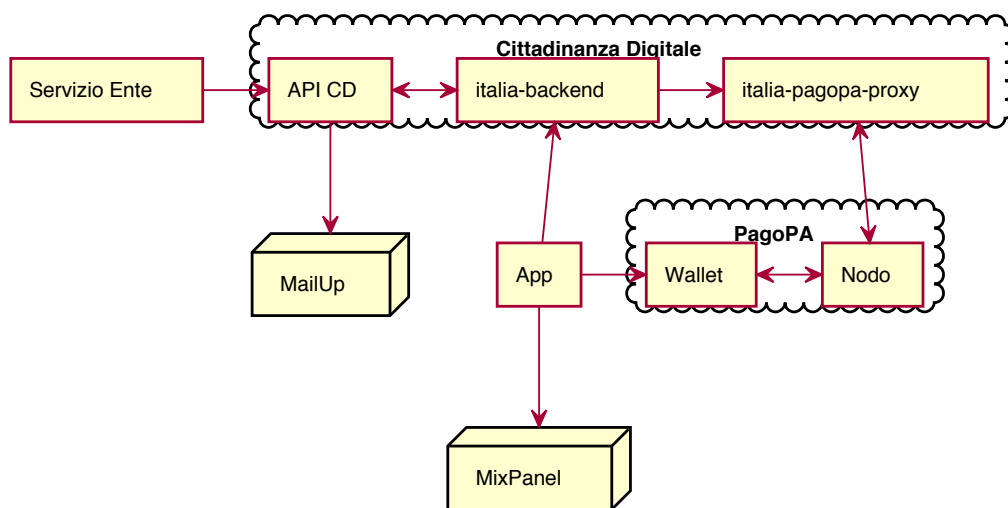 Cittadinanza Digitale
Servizio Ente
API CD
italia-backend
italia-pagopa-proxy
PagoPA
MailUp
App
Wallet
Nodo
MixPanel